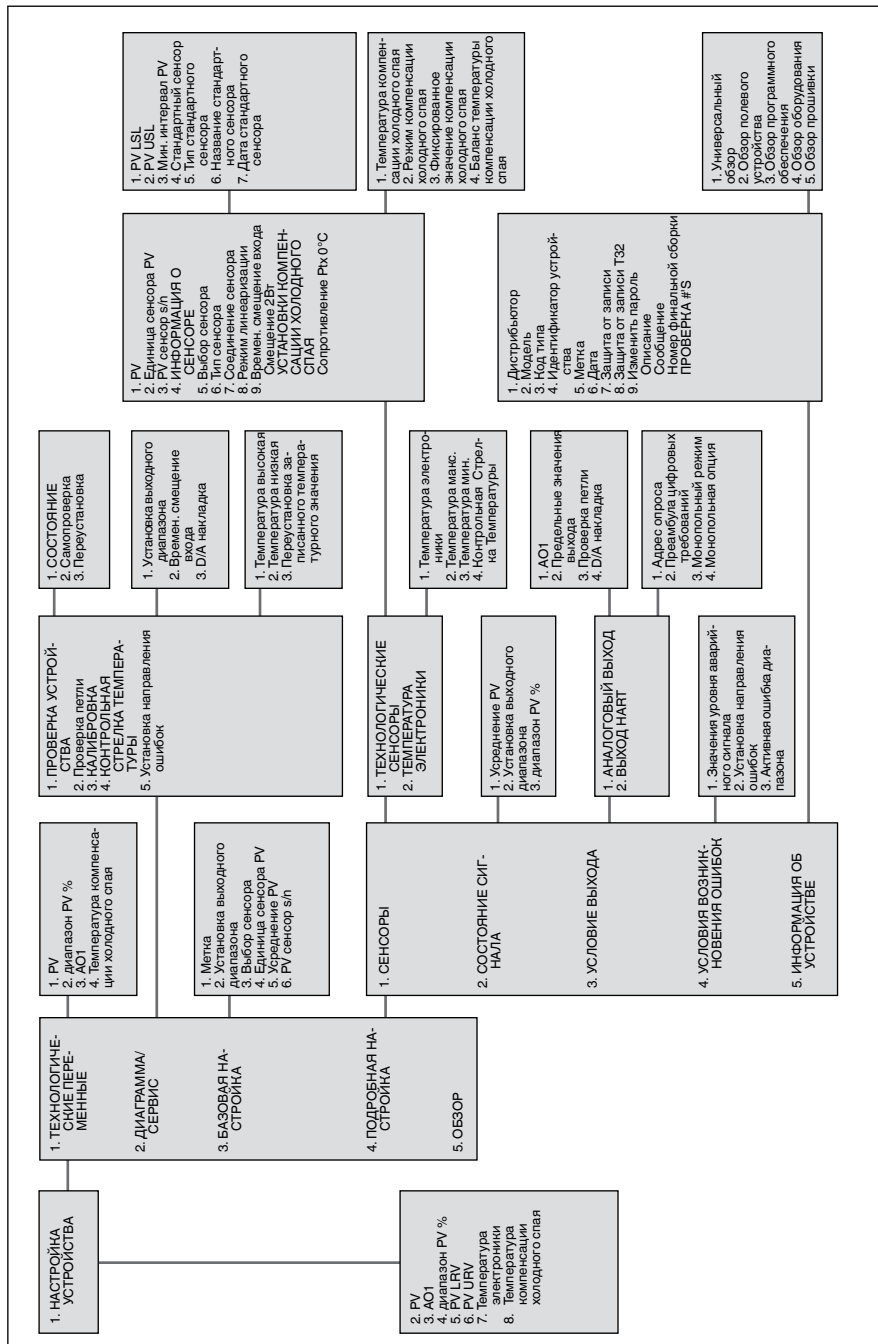 1. НАСТРОЙКА
УСТРОЙСТВА
2. PV
3. AO1
4. диапазон PV %
5. PV LRV
6. PV URV
7. Температура
электроники
8. Температура
компенсации
холодного спая
1. ТЕХНОЛОГИЧЕ-
СКИЕ ПЕРЕ-
МЕННЫЕ
2. ДИАГРАММА/
СЕРВИС
3. БАЗОВАЯ НА-
СТРОЙКА
4. ПОДРОБНАЯ НА-
СТРОЙКА
5. ОБЗОР
1. PV
2. диапазон PV %
3. AO1
4. Температура компенса-
ции холодного спая
1. Метка
2. Установка выходного
диапазона
3. Выбор сенсора
4. Единица сенсора PV
5. Усреднение PV
6. PV сенсор s/n
1. СЕНСОРЫ
2. СОСТОЯНИЕ СИГ-
НАЛА
3. УСЛОВИЕ ВЫХОДА
4. УСЛОВИЯ ВОЗНИК-
НОВЕНИЯ ОШИБОК
5. ИНФОРМАЦИЯ ОБ
УСТРОЙСТВЕ
1. ПРОВЕРКА УСТРОЙ-
СТВА
2. Проверка петли
3. КАЛИБРОВКА
4. КОНТРОЛЬНАЯ
СТРЕЛКА ТЕМПЕРА-
ТУРЫ
5. Установка направления
ошибок
1. ТЕХНОЛОГИЧЕСКИЕ
СЕНСОРЫ
2. ТЕМПЕРАТУРА
ЭЛЕКТРОНИКИ
1. Усреднение PV
2. Установка выходного
диапазона
3. диапазон PV %
1. АНАЛОГОВЫЙ ВЫХОД
2. ВЫХОД HART
1. Значения уровня аварий-
ного сигнала
2. Установка направления
ошибок
3. Активная ошибка диа-
пазона
1. СОСТОЯНИЕ
2. Самопроверка
3. Переустановка
1. Установка выходного
диапазона
2. Времен. смещение
входа
3. D/A накладка
1. Температура высокая
2. Температура низкая
3. Переустановка за-
писанного темпера-
турного значения
1. Температура электро-
ники
2. Температура макс.
3. Температура мин.
4. Контрольная Стрел-
ка Температуры
1. AO1
2. Предельные значения
выхода
3. Проверка петли
4. D/A накладка
1. Адрес опроса
2. Преамбула цифровых
требований
3. Монопольный режим
4. Монопольная опция
1. PV
2. Единица сенсора PV
3. PV сенсор s/n
4. ИНФОРМАЦИЯ О
СЕНСОРЕ
5. Выбор сенсора
6. Тип сенсора
7. Соединение сенсора
8. Режим линеаризации
9. Времен. смещение входа
Смещение 2Вт
УСТАНОВКИ КОМПЕН-
САЦИИ ХОЛОДНОГО
СПАЯ
Сопротивление Ptx 0°C
1. Дистрибьютор
2. Модель
3. Код типа
4. Идентификатор устрой-
ства
5. Метка
6. Дата
7. Защита от записи
8. Защита от записи T32
9. Изменить пароль
Описание
Сообщение
Номер финальной сборки
ПРОВЕРКА #'S
1. PV LSL
2. PV USL
3. Мин. интервал PV
4. Стандартный сенсор
5. Тип стандартного
сенсора
6. Название стандарт-
ного сенсора
7. Дата стандартного
сенсора
1. Температура компен-
сации холодного спая
2. Режим компенсации
холодного спая
3. Фиксированное
значение компенсации
холодного спая
4. Баланс температуры
компенсации холодного
спая
1. Универсальный
обзор
2. Обзор полевого
устройства
3. Обзор программного
обеспечения
4. Обзор оборудования
5. Обзор прошивки